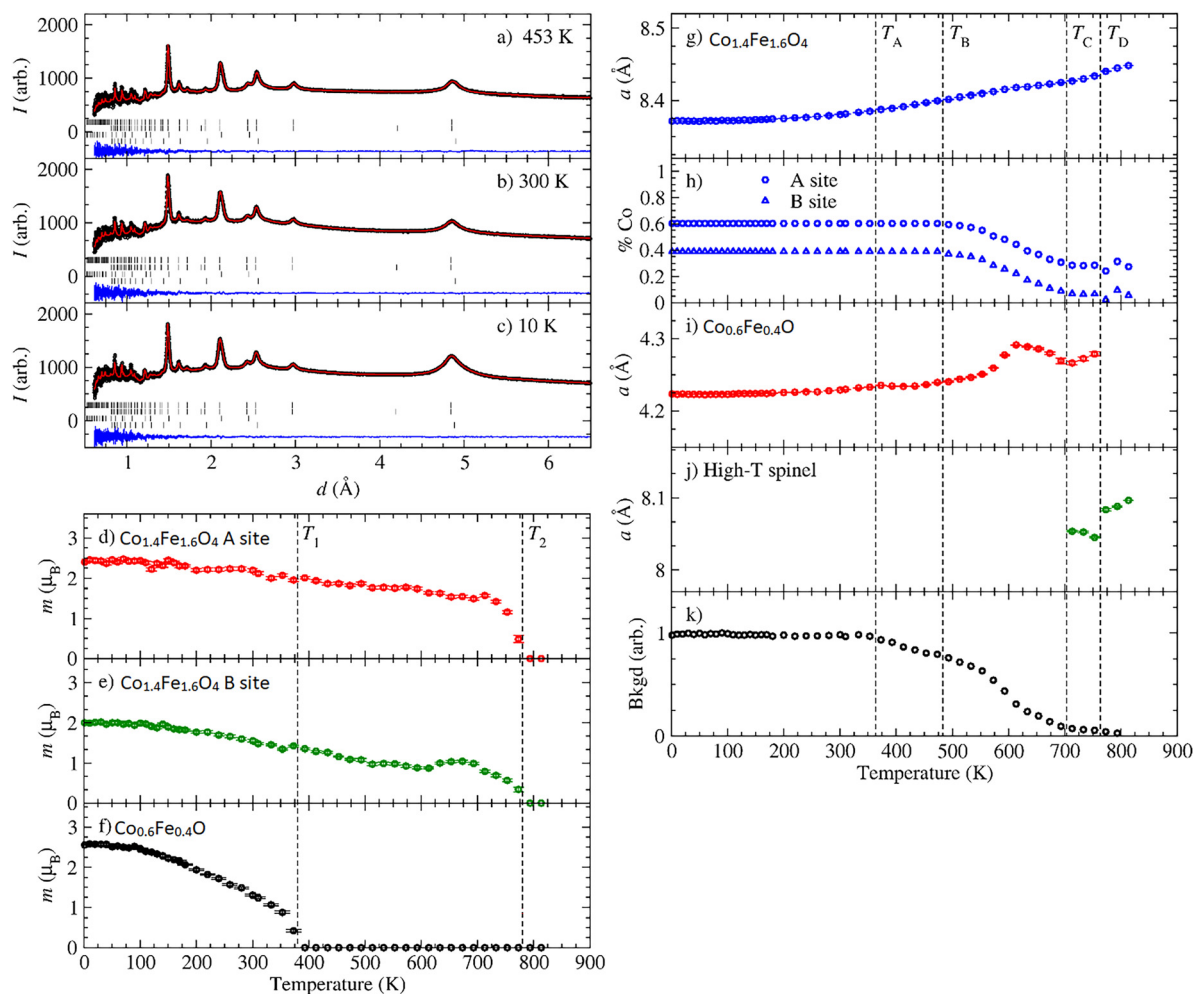 a) 453 K
2000
1000
0
I (arb.)
b) 300 K
2000
1000
0
I (arb.)
c) 10 K
2000
1000
0
I (arb.)
1 2 3 4 5 6
d (Å)
d) Co1.4Fe1.6O4 A site
T1 T2
3
2
1
0
m (μB)
e) Co1.4Fe1.6O4 B site
3
2
1
0
m (μB)
f) Co0.6Fe0.4O
3
2
1
0
m (μB)
0 100 200 300 400 500 600 700 800 900
Temperature (K)
g) Co1.4Fe1.6O4
TA TB TC TD
8.5
8.4
a (Å)
h)
A site
B site
1
0.8
0.6
0.4
0.2
0
% Co
i) Co0.6Fe0.4O
4.3
4.2
a (Å)
j) High-T spinel
8.1
8
a (Å)
k)
1
0
Bkgd (arb.)
0 100 200 300 400 500 600 700 800 900
Temperature (K)